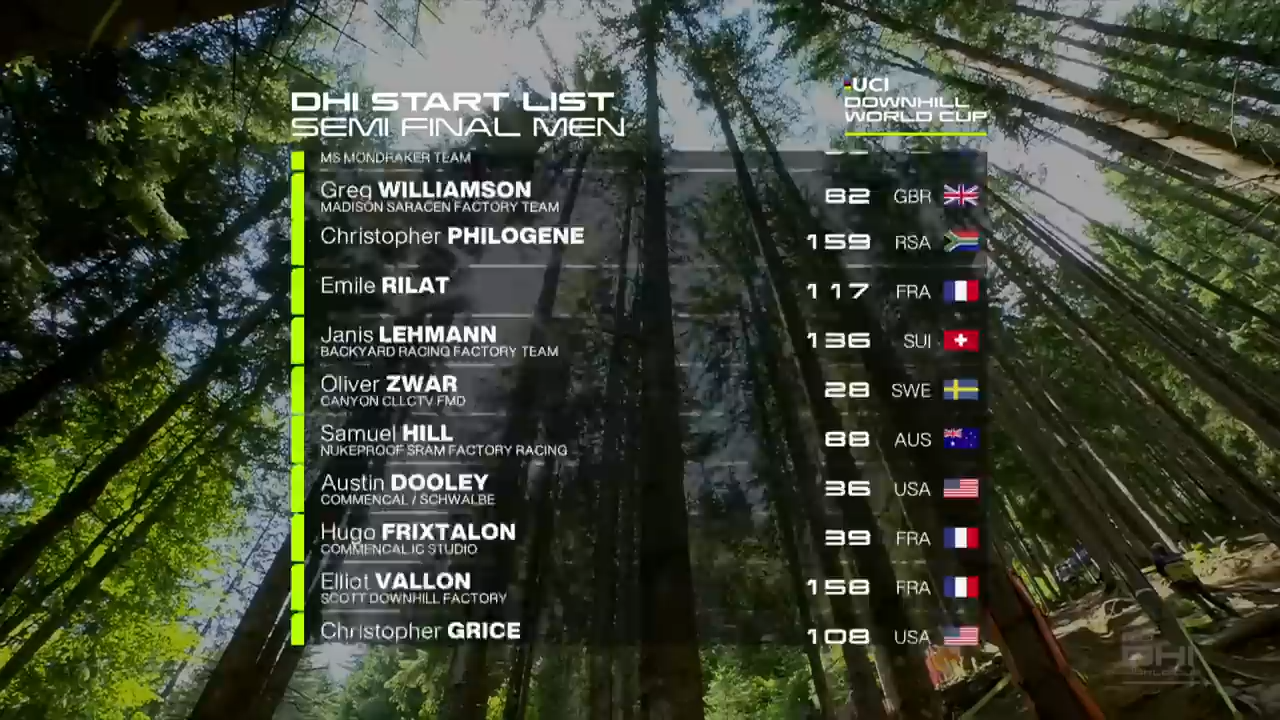 DHI START LIST
SEMI FINAL MEN
UCI
DOWNHILL
WORLD CUP
MS MONDRAKER TEAM
Greg WILLIAMSON 82 GBR
MADISON SARACEN FACTORY TEAM
Christopher PHILOGENE 159 RSA
Emile RILAT 117 FRA
Janis LEHMANN 136 SUI
BACKYARD RACING FACTORY TEAM
Oliver ZWAR 28 SWE
CANYON CLLCTV FMD
Samuel HILL 88 AUS
NUKEPROOF SRAM FACTORY RACING
Austin DOOLEY 36 USA
COMMENCAL / SCHWALBE
Hugo FRIXTALON 39 FRA
COMMENCAL JC STUDIO
Elliot VALLON 158 FRA
SCOTT DOWNHILL FACTORY
Christopher GRICE 108 USA
DHI